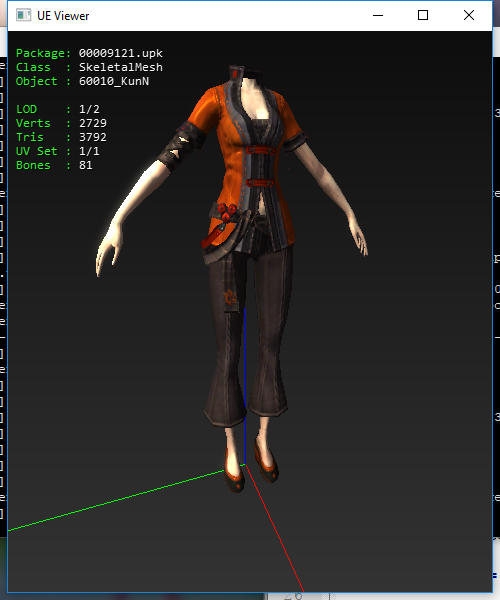 UE Viewer
Package: 00009121.upk
Class : SkeletalMesh
Object : 60010_KunN
LOD : 1/2
Verts : 2729
Tris : 3792
UV Set : 1/1
Bones : 81